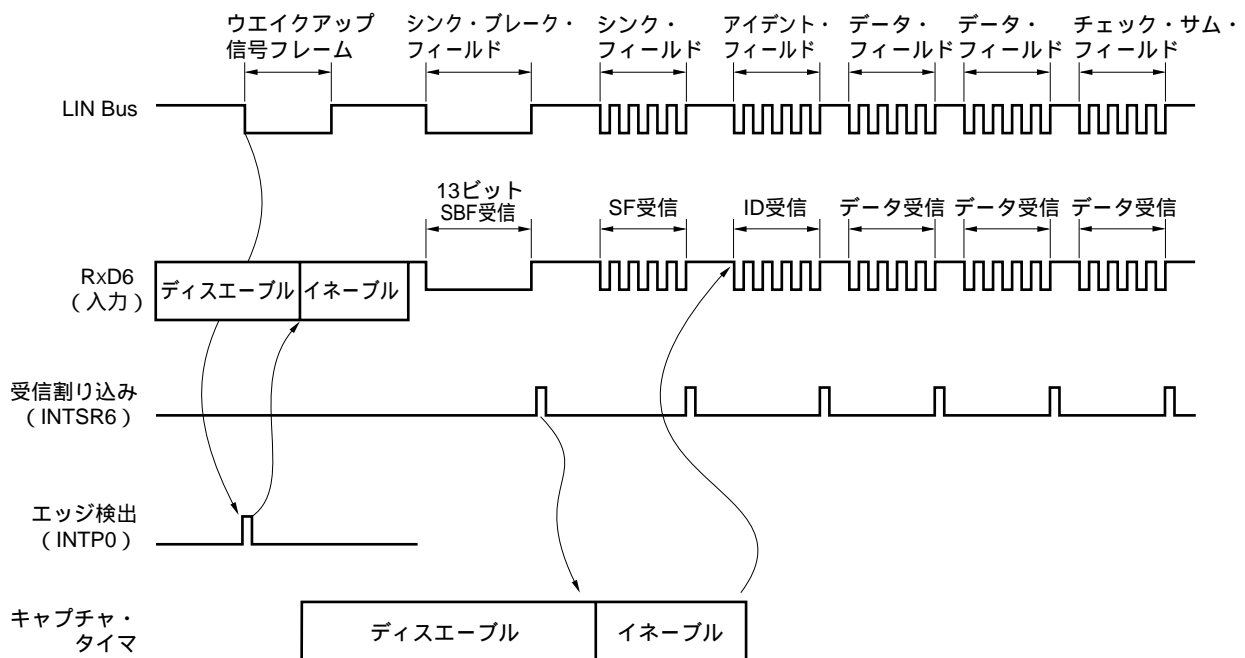 ウエイクアップ
信号フレーム
シンク・ブレーク・
フィールド
シンク・
フィールド
アイデント・
フィールド
データ・
フィールド
データ・
フィールド
チェック・サム・
フィールド
LIN Bus
13ビット
SBF受信
SF受信
ID受信
データ受信
データ受信
データ受信
RxD6
(入力)
ディスエーブル
イネーブル
受信割り込み
(INTSR6)
エッジ検出
(INTP0)
キャプチャ・
タイマ
ディスエーブル
イネーブル